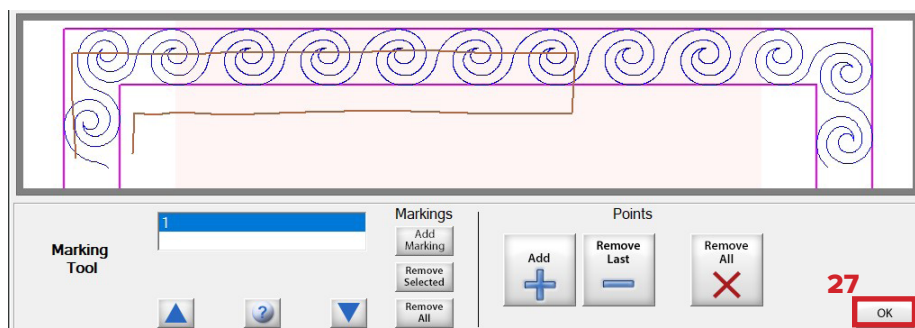 Marking
Tool
1
Markings
Add
Marking
Remove
Selected
Remove
All
Points
Add
Remove
Last
Remove
All
27
OK